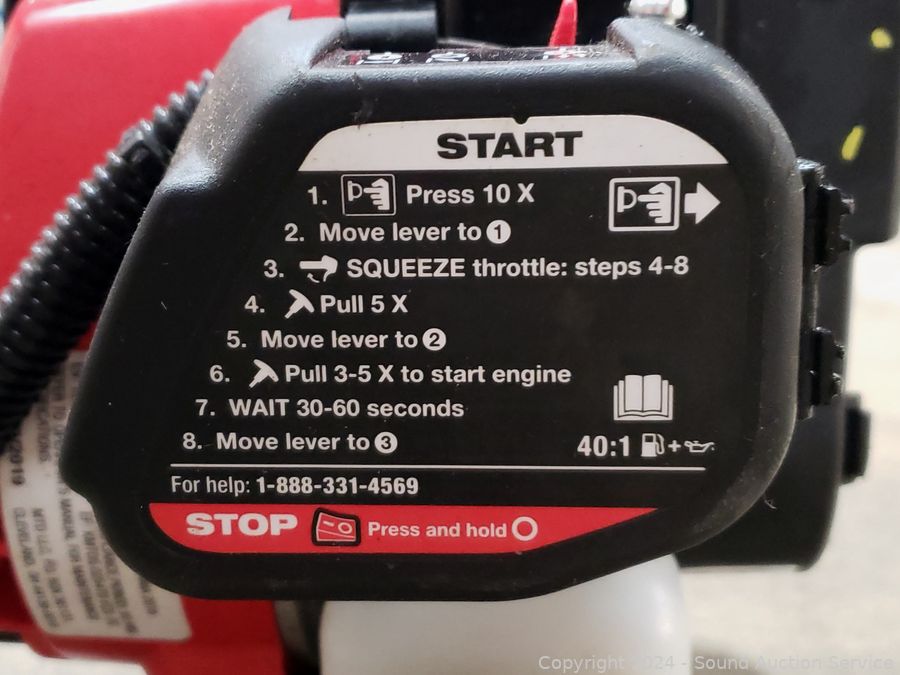 START
1. Press 10 X
2. Move lever to 1
3. SQUEEZE throttle: steps 4-8
4. Pull 5 X
5. Move lever to 2
6. Pull 3-5 X to start engine
7. WAIT 30-60 seconds
8. Move lever to 3
40:1 +
For help: 1-888-331-4569
STOP Press and hold O
Copyright 2024 - Sound Auction Service